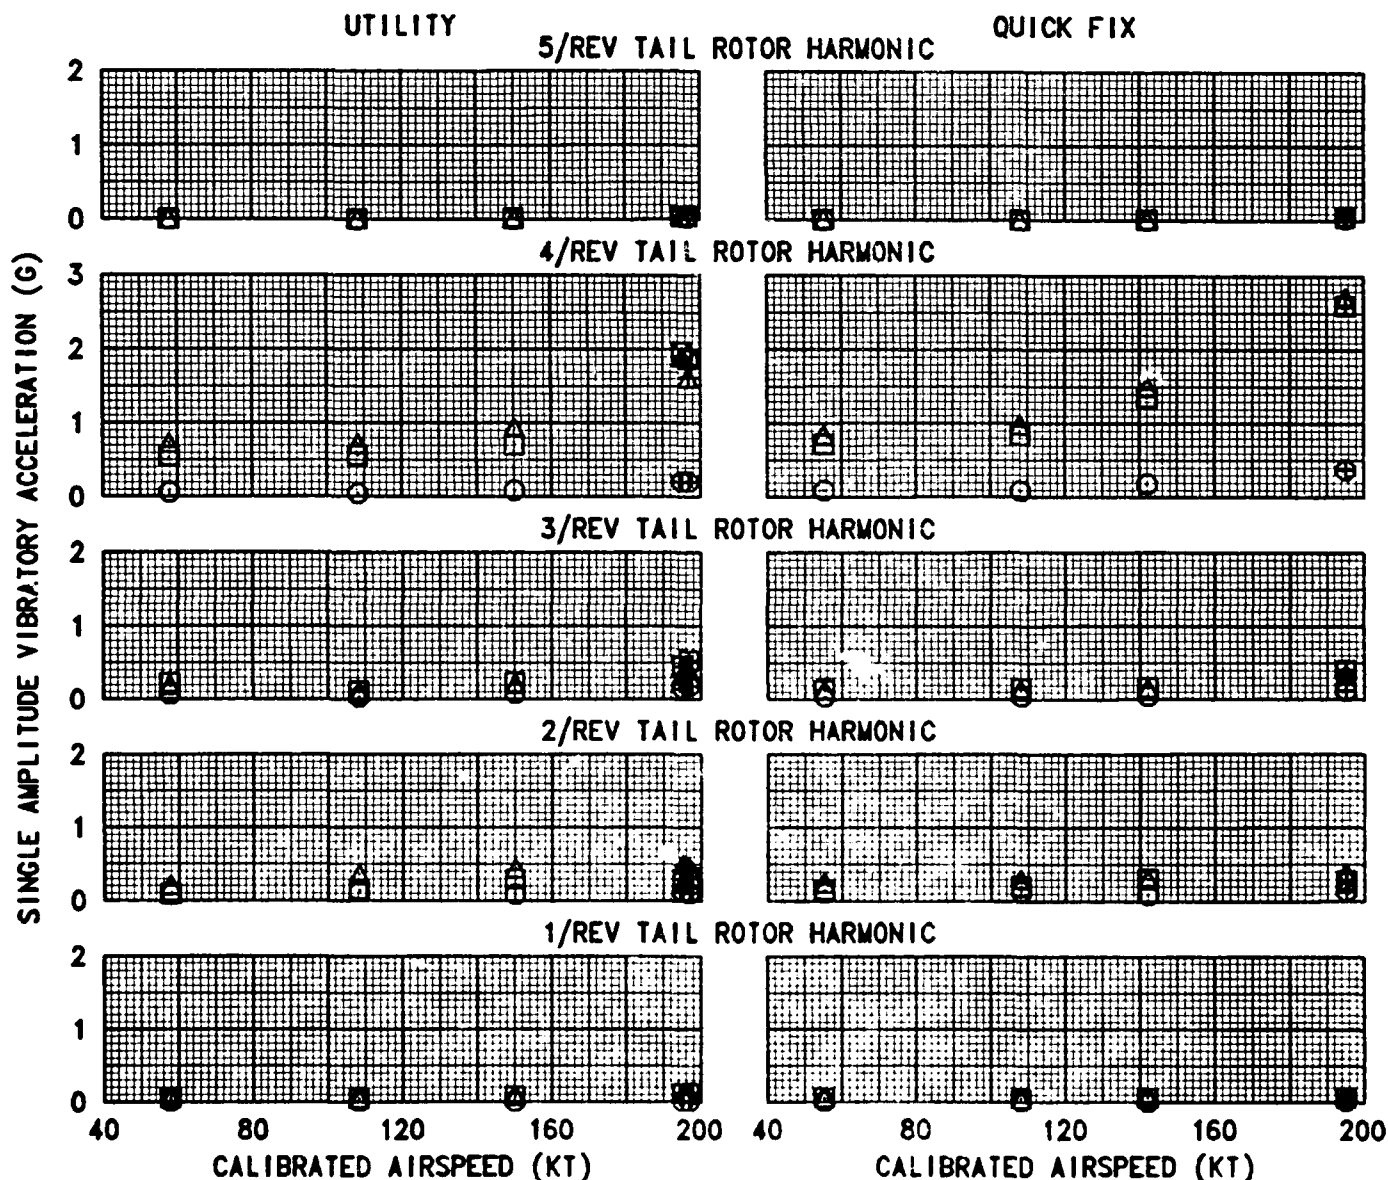 UTILITY
QUICK FIX
5/REV TAIL ROTOR HARMONIC
2
1
0
4/REV TAIL ROTOR HARMONIC
3
2
1
0
3/REV TAIL ROTOR HARMONIC
2
1
0
2/REV TAIL ROTOR HARMONIC
2
1
0
1/REV TAIL ROTOR HARMONIC
2
1
0
SINGLE AMPLITUDE VIBRATORY ACCELERATION (G)
40 80 120 160 200
40 80 120 160 200
CALIBRATED AIRSPEED (KT)
CALIBRATED AIRSPEED (KT)